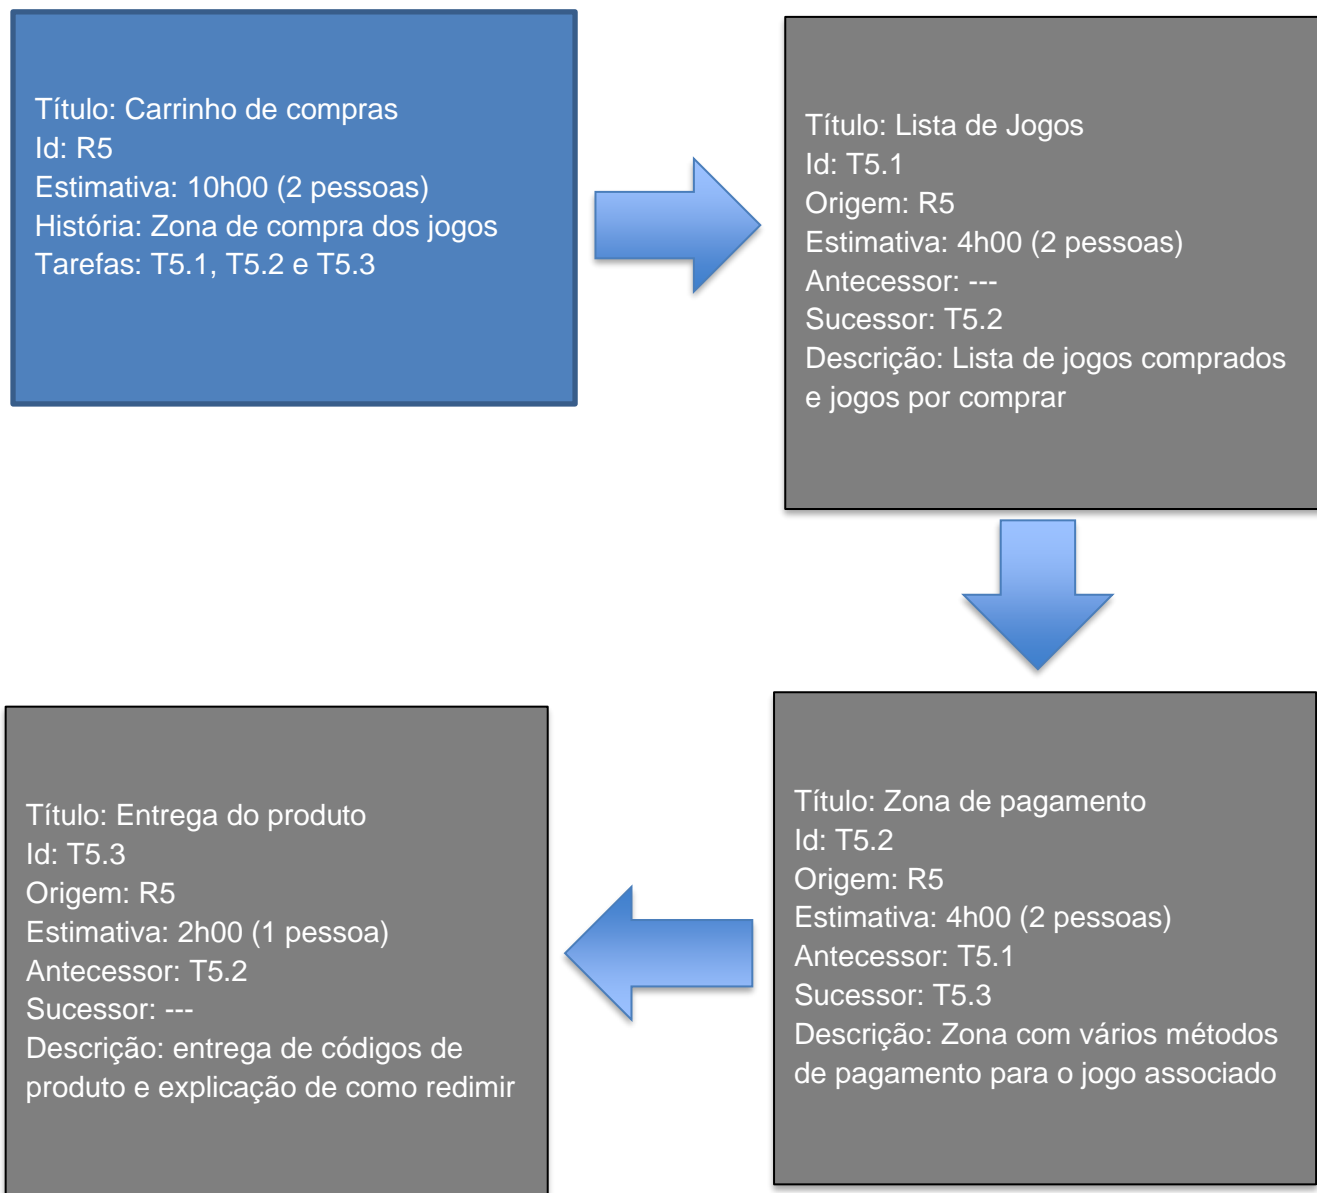 Título: Carrinho de compras
Id: R5
Estimativa: 10h00 (2 pessoas)
História: Zona de compra dos jogos
Tarefas: T5.1, T5.2 e T5.3
Título: Lista de Jogos
Id: T5.1
Origem: R5
Estimativa: 4h00 (2 pessoas)
Antecessor: ---
Sucessor: T5.2
Descrição: Lista de jogos comprados
e jogos por comprar
Título: Zona de pagamento
Id: T5.2
Origem: R5
Estimativa: 4h00 (2 pessoas)
Antecessor: T5.1
Sucessor: T5.3
Descrição: Zona com vários métodos
de pagamento para o jogo associado
Título: Entrega do produto
Id: T5.3
Origem: R5
Estimativa: 2h00 (1 pessoa)
Antecessor: T5.2
Sucessor: ---
Descrição: entrega de códigos de
produto e explicação de como redimir